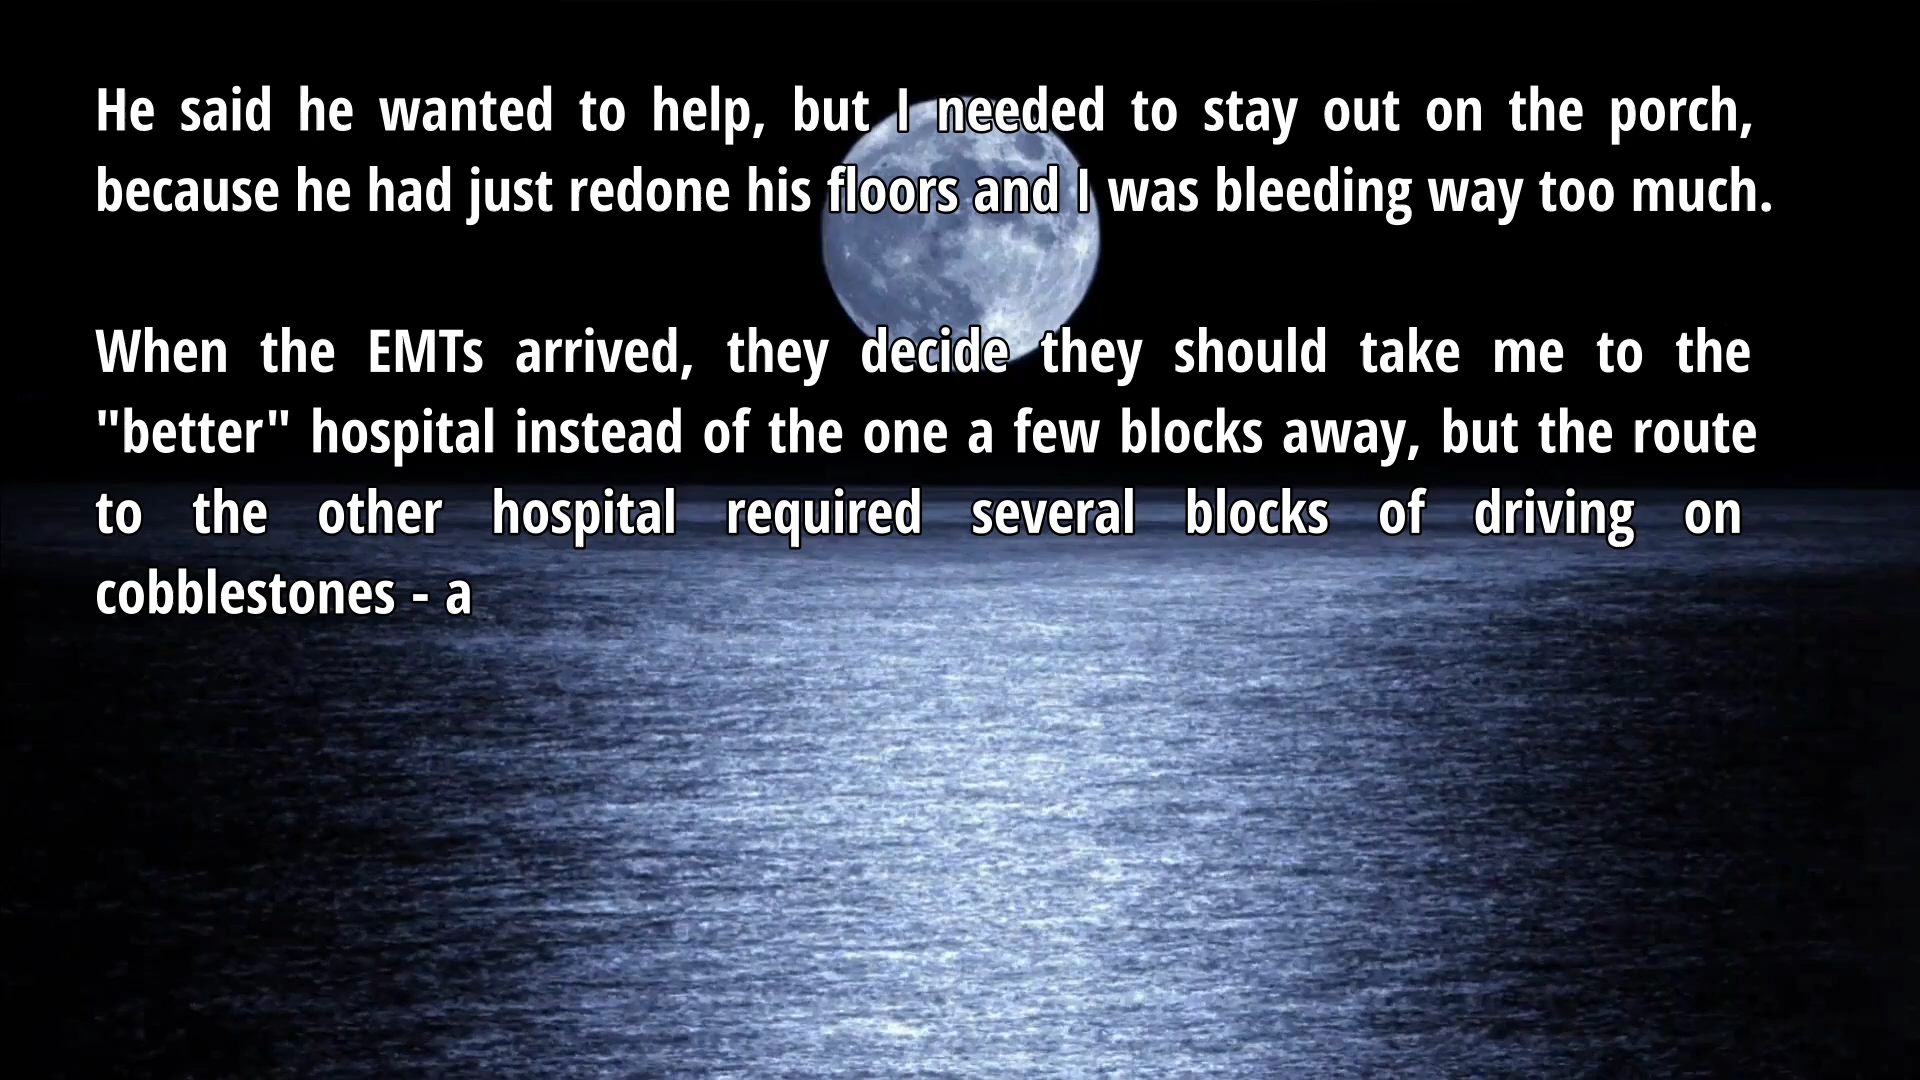 He said he wanted to help, but I needed to stay out on the porch,
because he had just redone his floors and I was bleeding way too much.
When the EMTs arrived, they decide they should take me to the
"better" hospital instead of the one a few blocks away, but the route
to the other hospital required several blocks of driving on
cobblestones - a